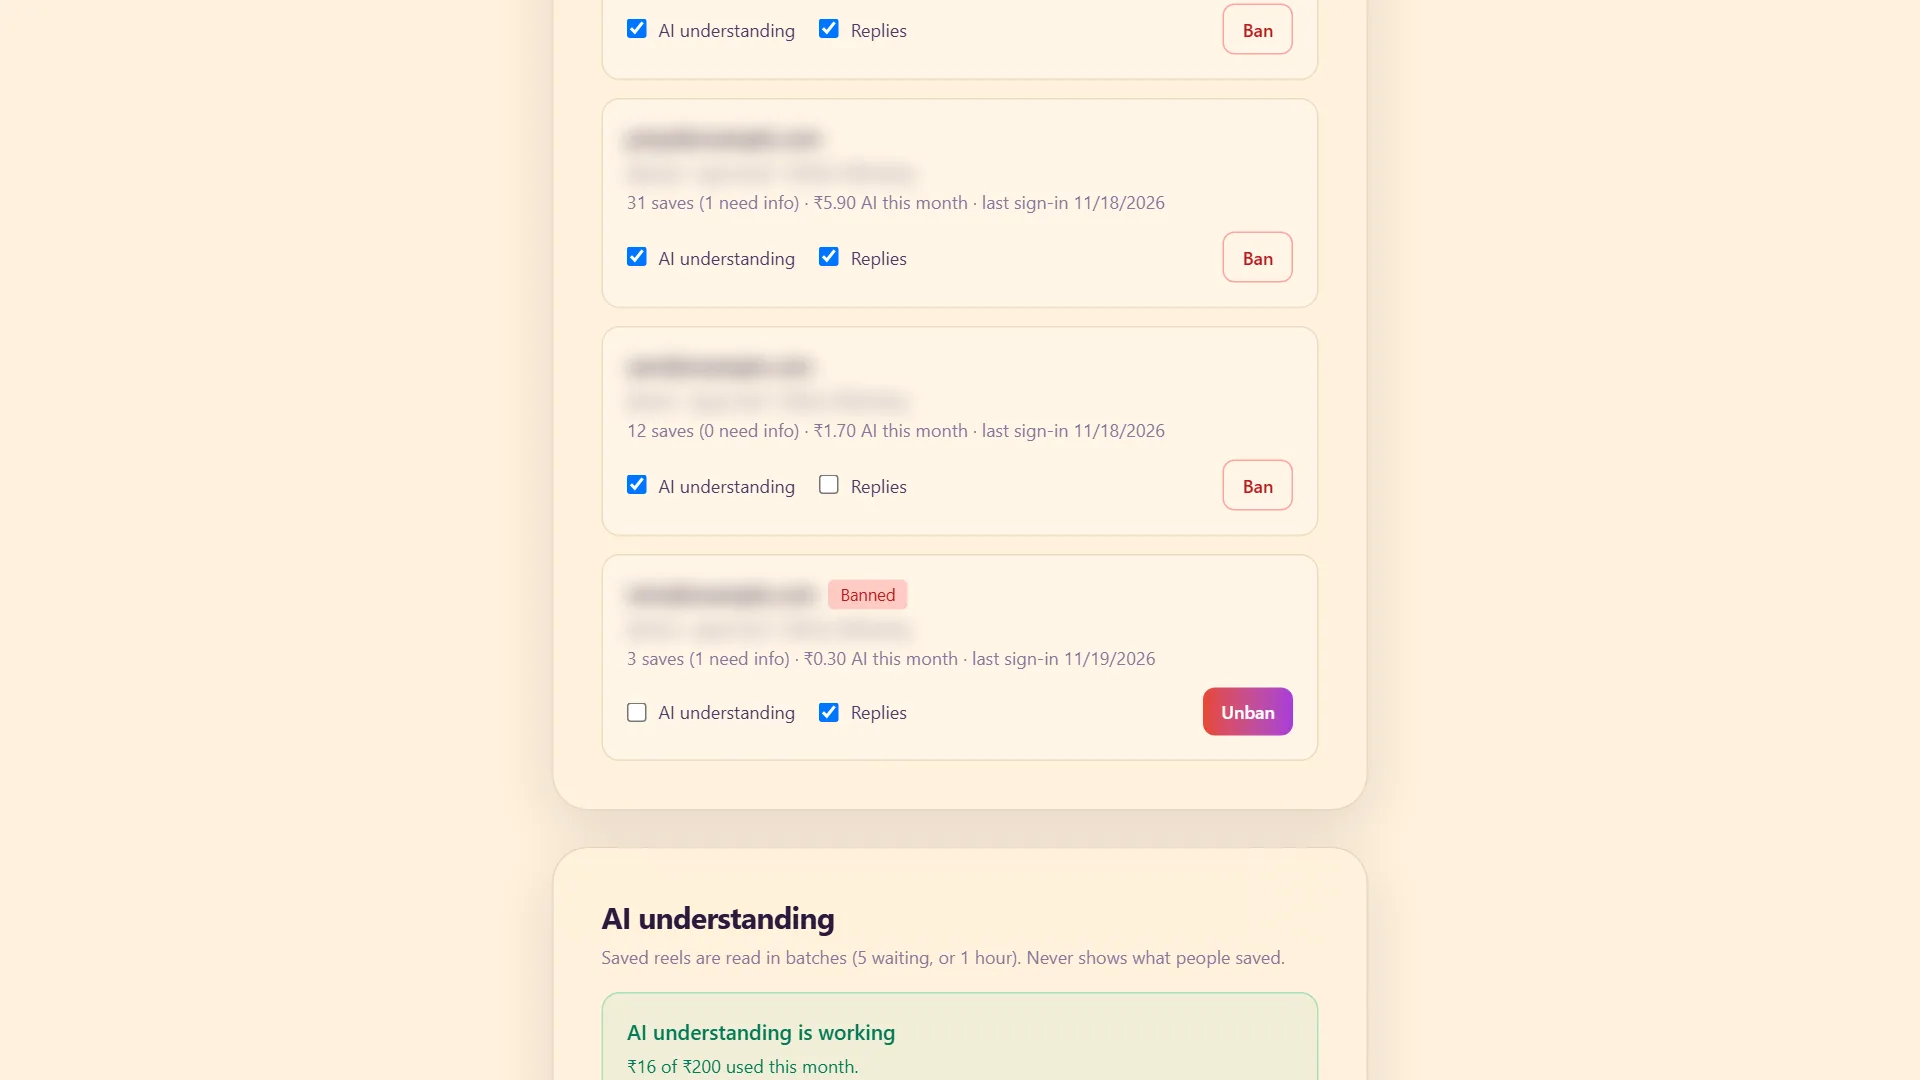 AI understanding Replies Ban
31 saves (1 need info) · ₹5.90 AI this month · last sign-in 11/18/2026
AI understanding Replies Ban
12 saves (0 need info) · ₹1.70 AI this month · last sign-in 11/18/2026
AI understanding Replies Ban
Banned
3 saves (1 need info) · ₹0.30 AI this month · last sign-in 11/19/2026
AI understanding Replies Unban
AI understanding
Saved reels are read in batches (5 waiting, or 1 hour). Never shows what people saved.
AI understanding is working
₹16 of ₹200 used this month.